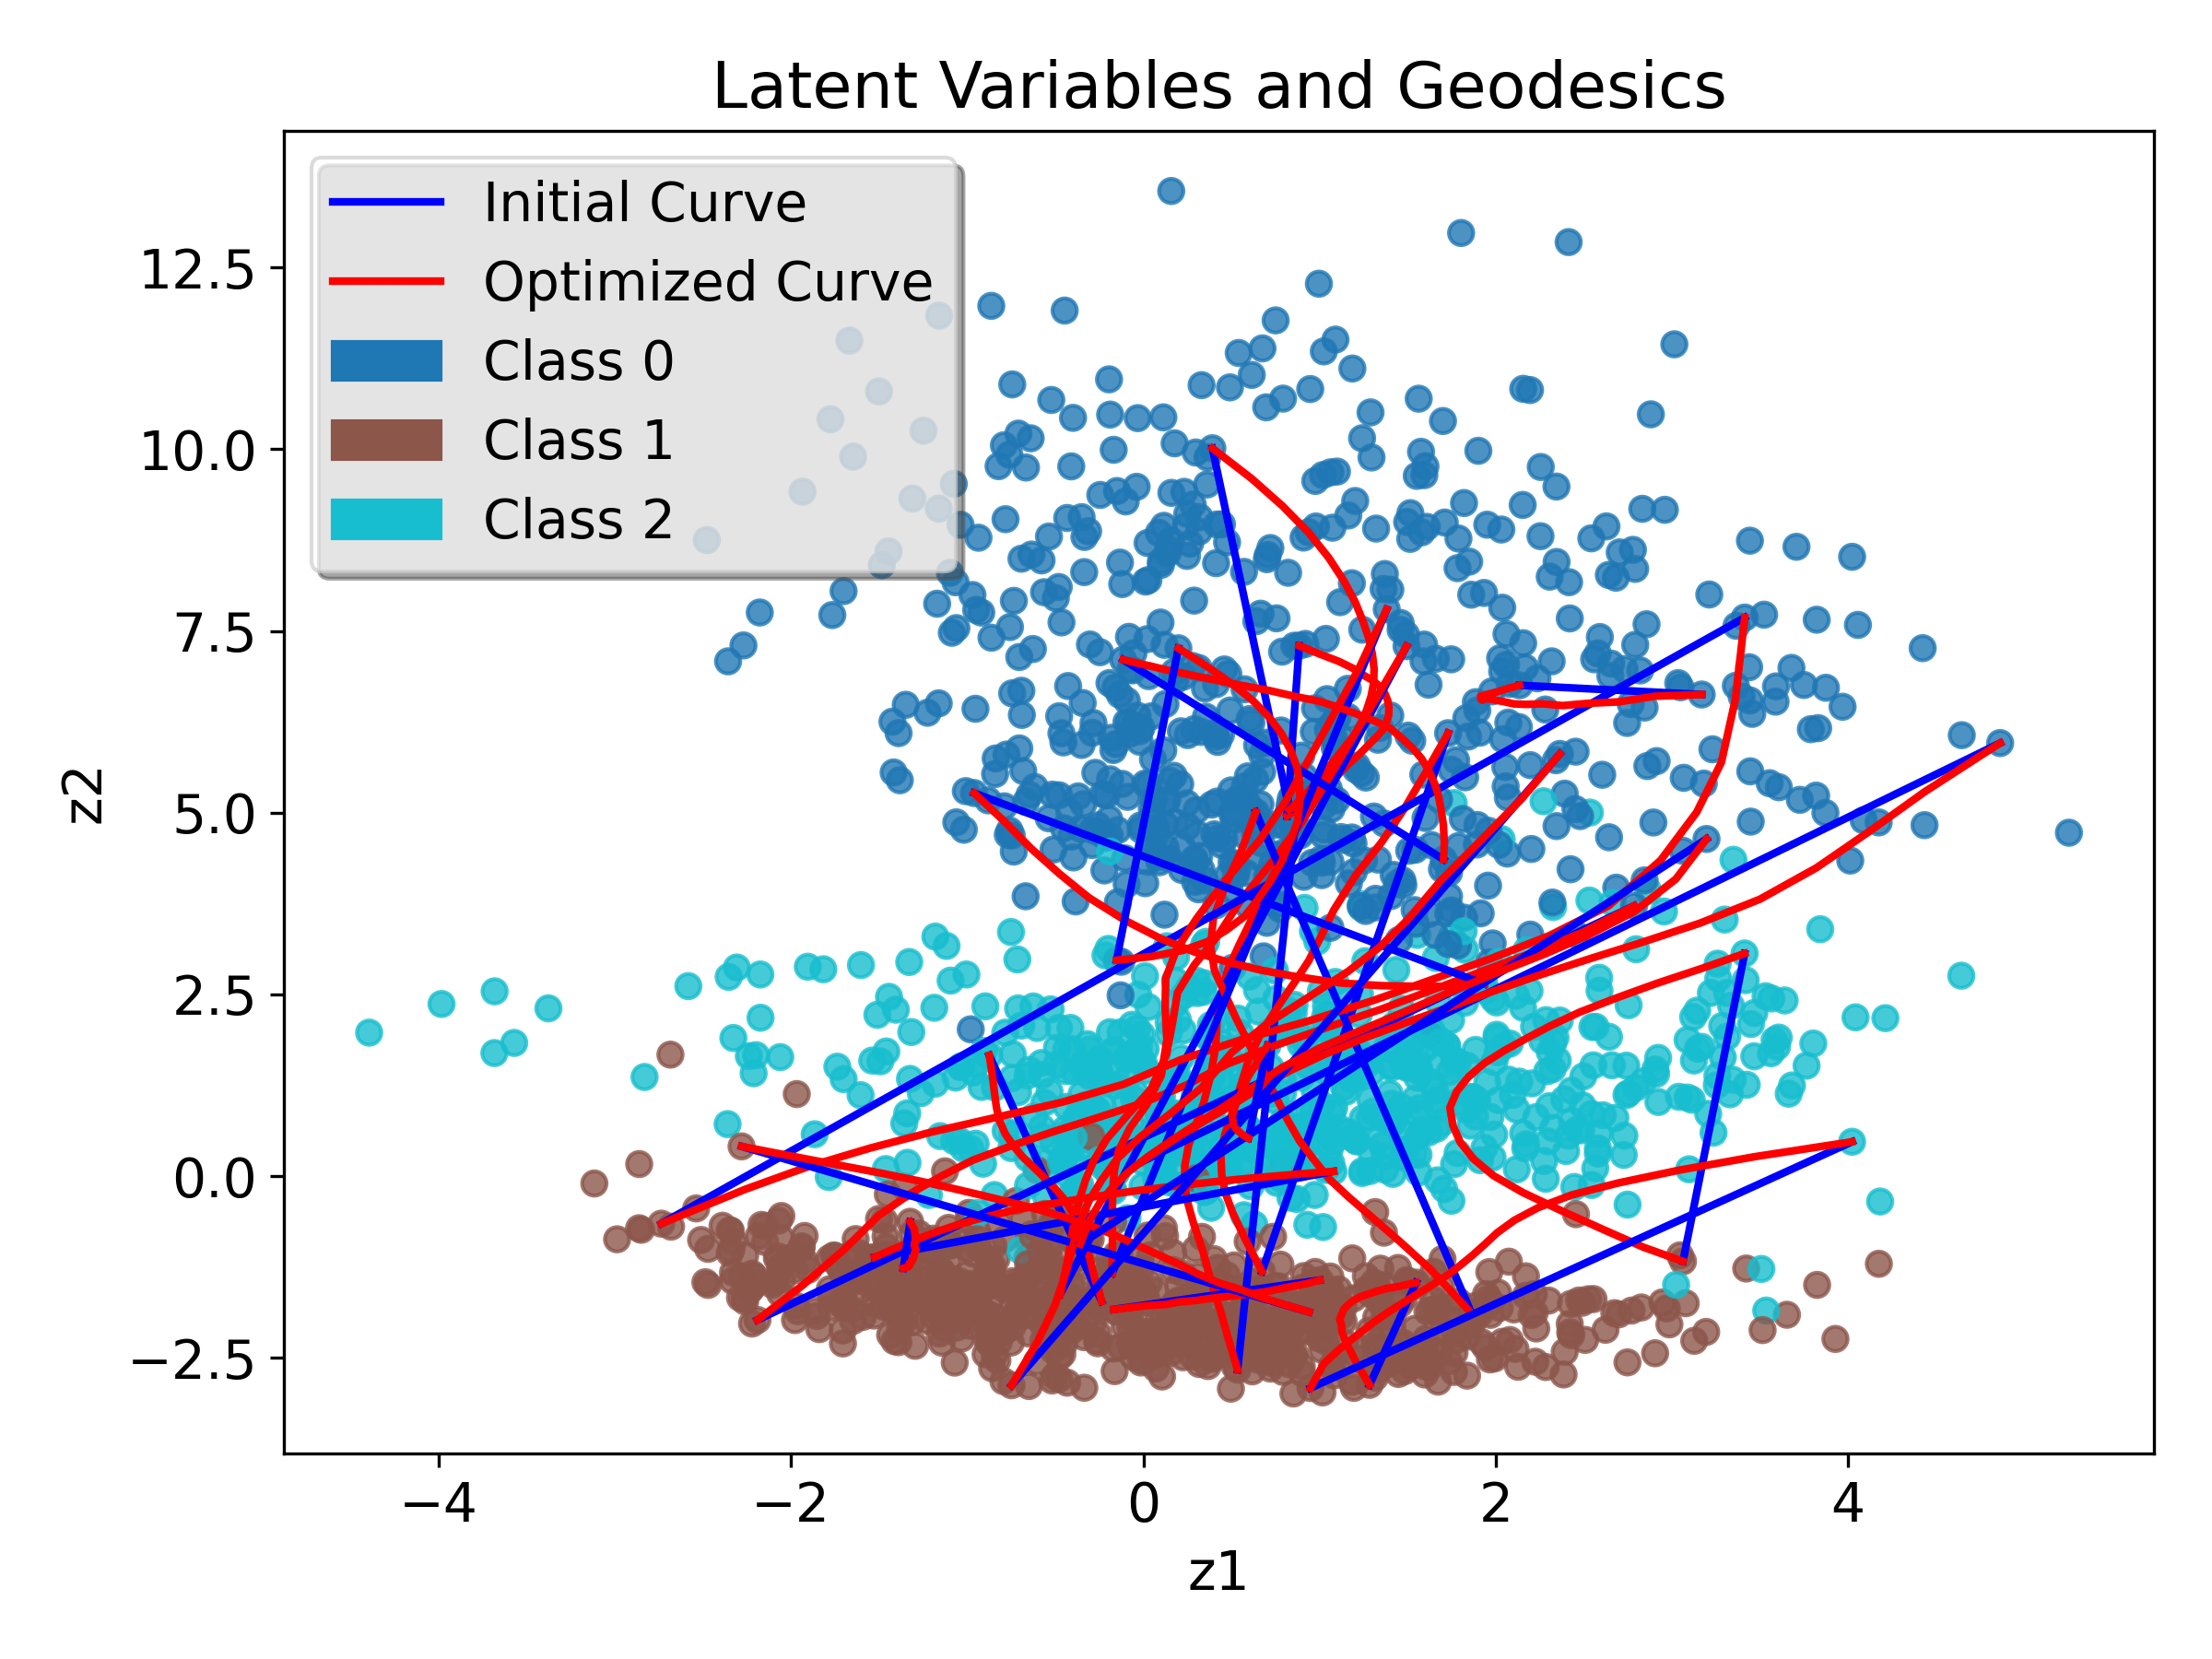 Latent Variables and Geodesics
Initial Curve
Optimized Curve
Class 0
Class 1
Class 2
12.5
10.0
7.5
5.0
2.5
0.0
−2.5
z2
−4
−2
0
2
4
z1